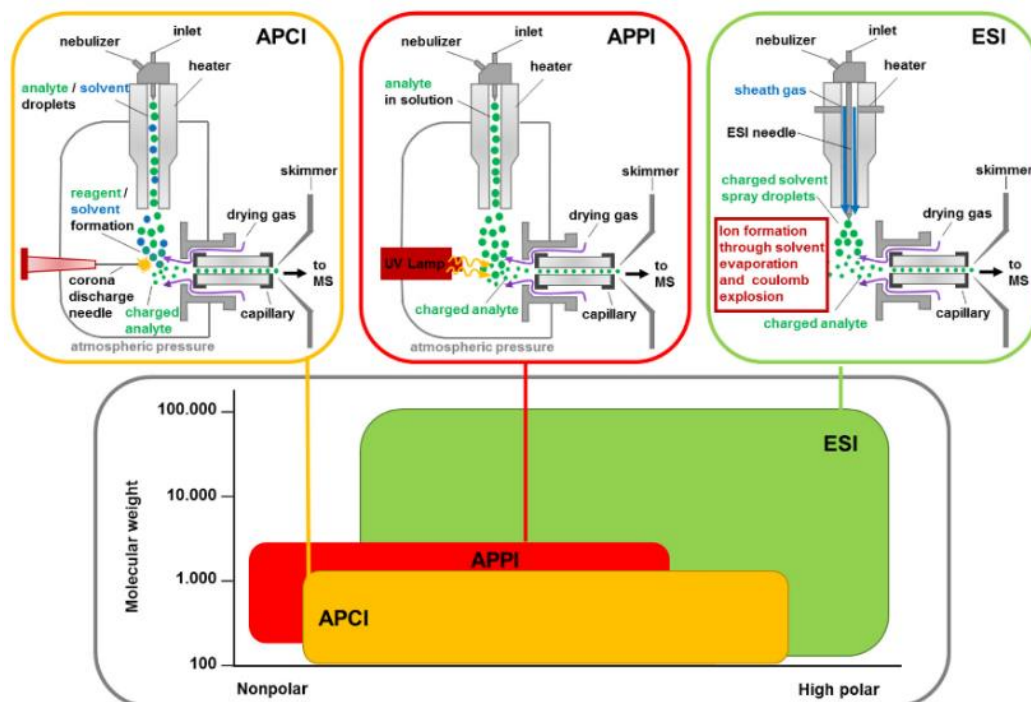 APCI
nebulizer
inlet
heater
analyte / solvent
droplets
reagent /
solvent
formation
skimmer
drying gas
to
MS
corona
discharge
needle
charged
analyte
capillary
atmospheric pressure
APPI
nebulizer
inlet
heater
analyte
in solution
skimmer
drying gas
UV Lamp
to
MS
charged analyte
capillary
atmospheric pressure
ESI
nebulizer
inlet
heater
sheath gas
ESI needle
skimmer
charged solvent
spray droplets
drying gas
Ion formation
through solvent
evaporation
and coulomb
explosion
to
MS
capillary
charged analyte
Molecular weight
100.000
10.000
1.000
100
ESI
APPI
APCI
Nonpolar
High polar